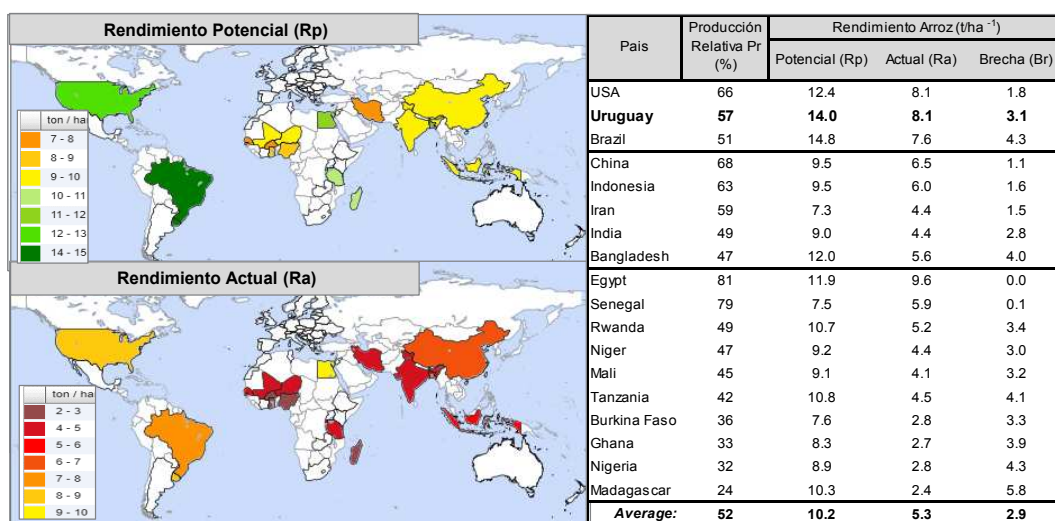 Rendimiento Potencial (Rp)
ton / ha
7 - 8
8 - 9
9 - 10
10 - 11
11 - 12
12 - 13
14 - 15
Rendimiento Actual (Ra)
ton / ha
2 - 3
4 - 5
5 - 6
6 - 7
7 - 8
8 - 9
9 - 10
Pais Producción Relativa Pr (%) Rendimiento Arroz (t/ha -1)
Potencial (Rp) Actual (Ra) Brecha (Br)
USA 66 12.4 8.1 1.8
Uruguay 57 14.0 8.1 3.1
Brazil 51 14.8 7.6 4.3
China 68 9.5 6.5 1.1
Indonesia 63 9.5 6.0 1.6
Iran 59 7.3 4.4 1.5
India 49 9.0 4.4 2.8
Bangladesh 47 12.0 5.6 4.0
Egypt 81 11.9 9.6 0.0
Senegal 79 7.5 5.9 0.1
Rwanda 49 10.7 5.2 3.4
Niger 47 9.2 4.4 3.0
Mali 45 9.1 4.1 3.2
Tanzania 42 10.8 4.5 4.1
Burkina Faso 36 7.6 2.8 3.3
Ghana 33 8.3 2.7 3.9
Nigeria 32 8.9 2.8 4.3
Madagascar 24 10.3 2.4 5.8
Average: 52 10.2 5.3 2.9